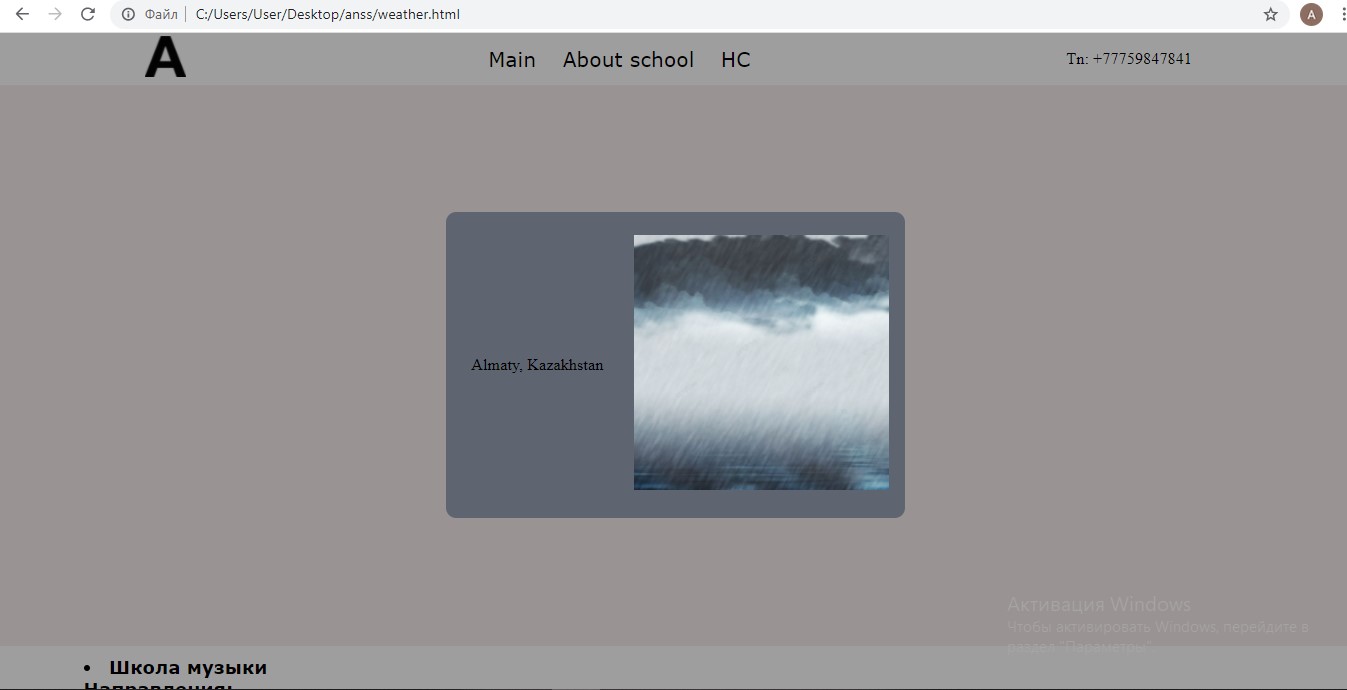 Файл C:/Users/User/Desktop/anss/weather.html
A
A
Main About school HC
Тп: +77759847841
Almaty, Kazakhstan
Активация Windows
Чтобы активировать Windows, перейдите в
раздел "Параметры".
Школа музыки
Направления: